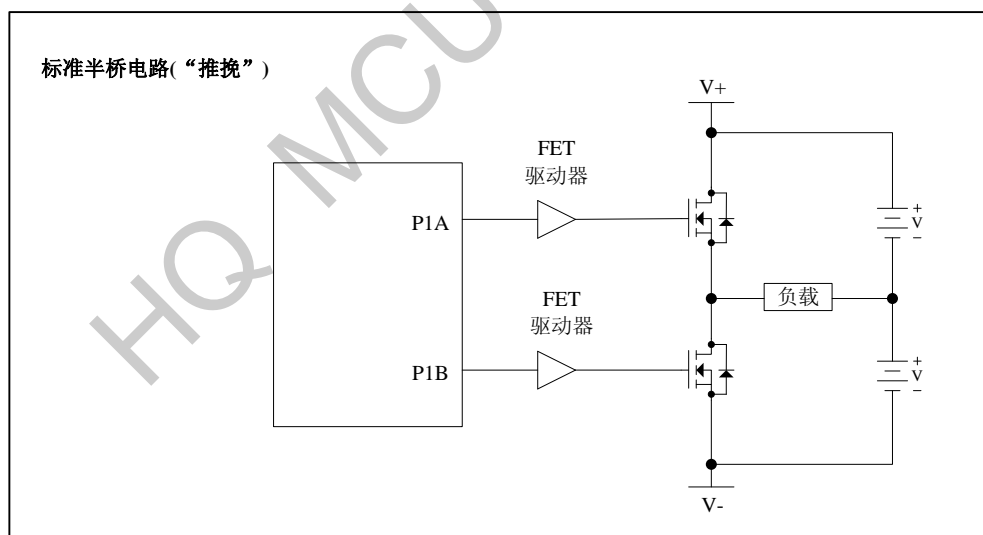 HQ MCU
标准半桥电路(“推挽”)
V+
FET
驱动器
P1A
+
V
−
FET
驱动器
负载
P1B
+
V
−
V-